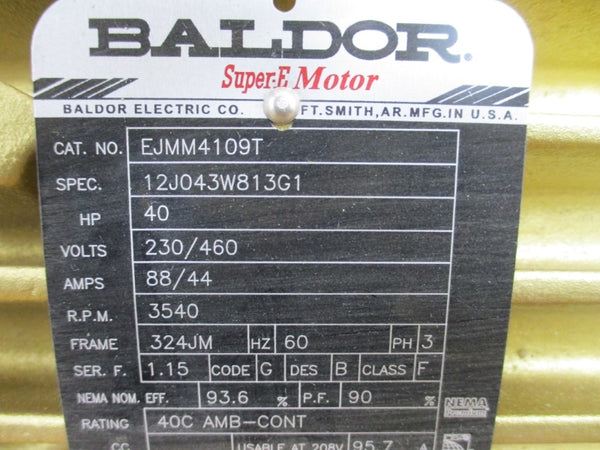 BALDOR®
Super-E Motor
BALDOR ELECTRIC CO. FT.SMITH,AR.MFG.IN U.S.A.
CAT. NO. EJMM4109T
SPEC. 12J043W813G1
HP 40
VOLTS 230/460
AMPS 88/44
R.P.M. 3540
FRAME 324JM HZ 60 PH 3
SER. F. 1.15 CODE G DES B CLASS F
NEMA NOM. EFF. 93.6 % P.F. 90 % NEMA Premium
RATING 40C AMB-CONT
CC USABLE AT 208V 95.7 A